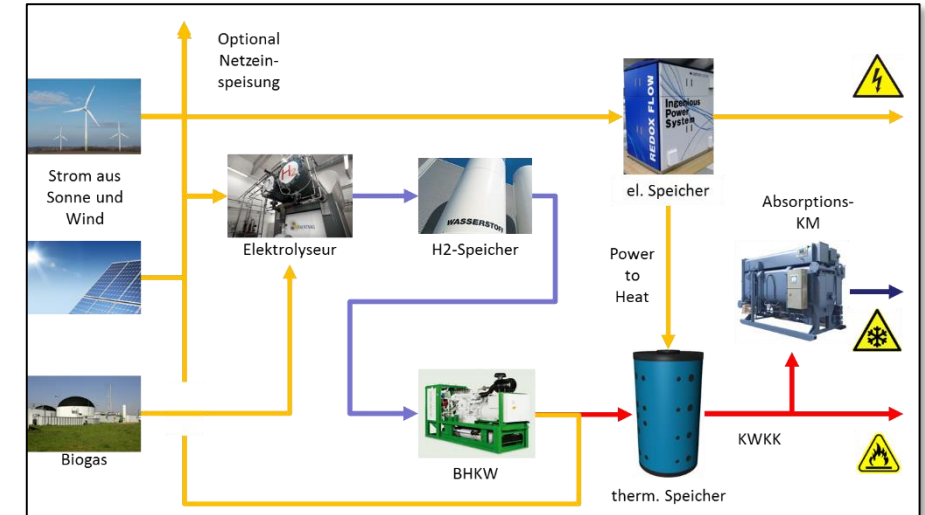 Optional
Netzein-
speisung
REDOX FLOW
Ingenious
Power
System
Strom aus
Sonne und
Wind
H2
Elektrolyseur
WASSERSTOFF
H2-Speicher
el. Speicher
Absorptions-
KM
Power
to
Heat
Biogas
BHKW
KWKK
therm. Speicher